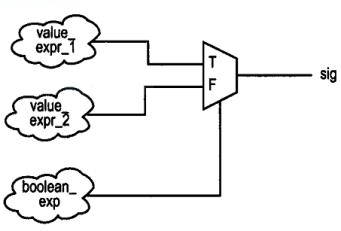 value_
expr_1
T
sig
F
value_
expr_2
boolean_
exp